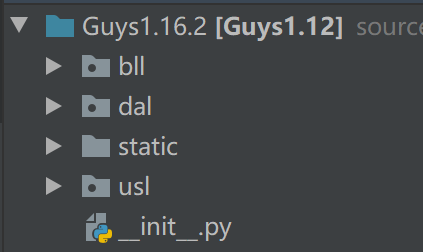 Guys1.16.2 [Guys1.12] source
bll
dal
static
usl
__init__.py